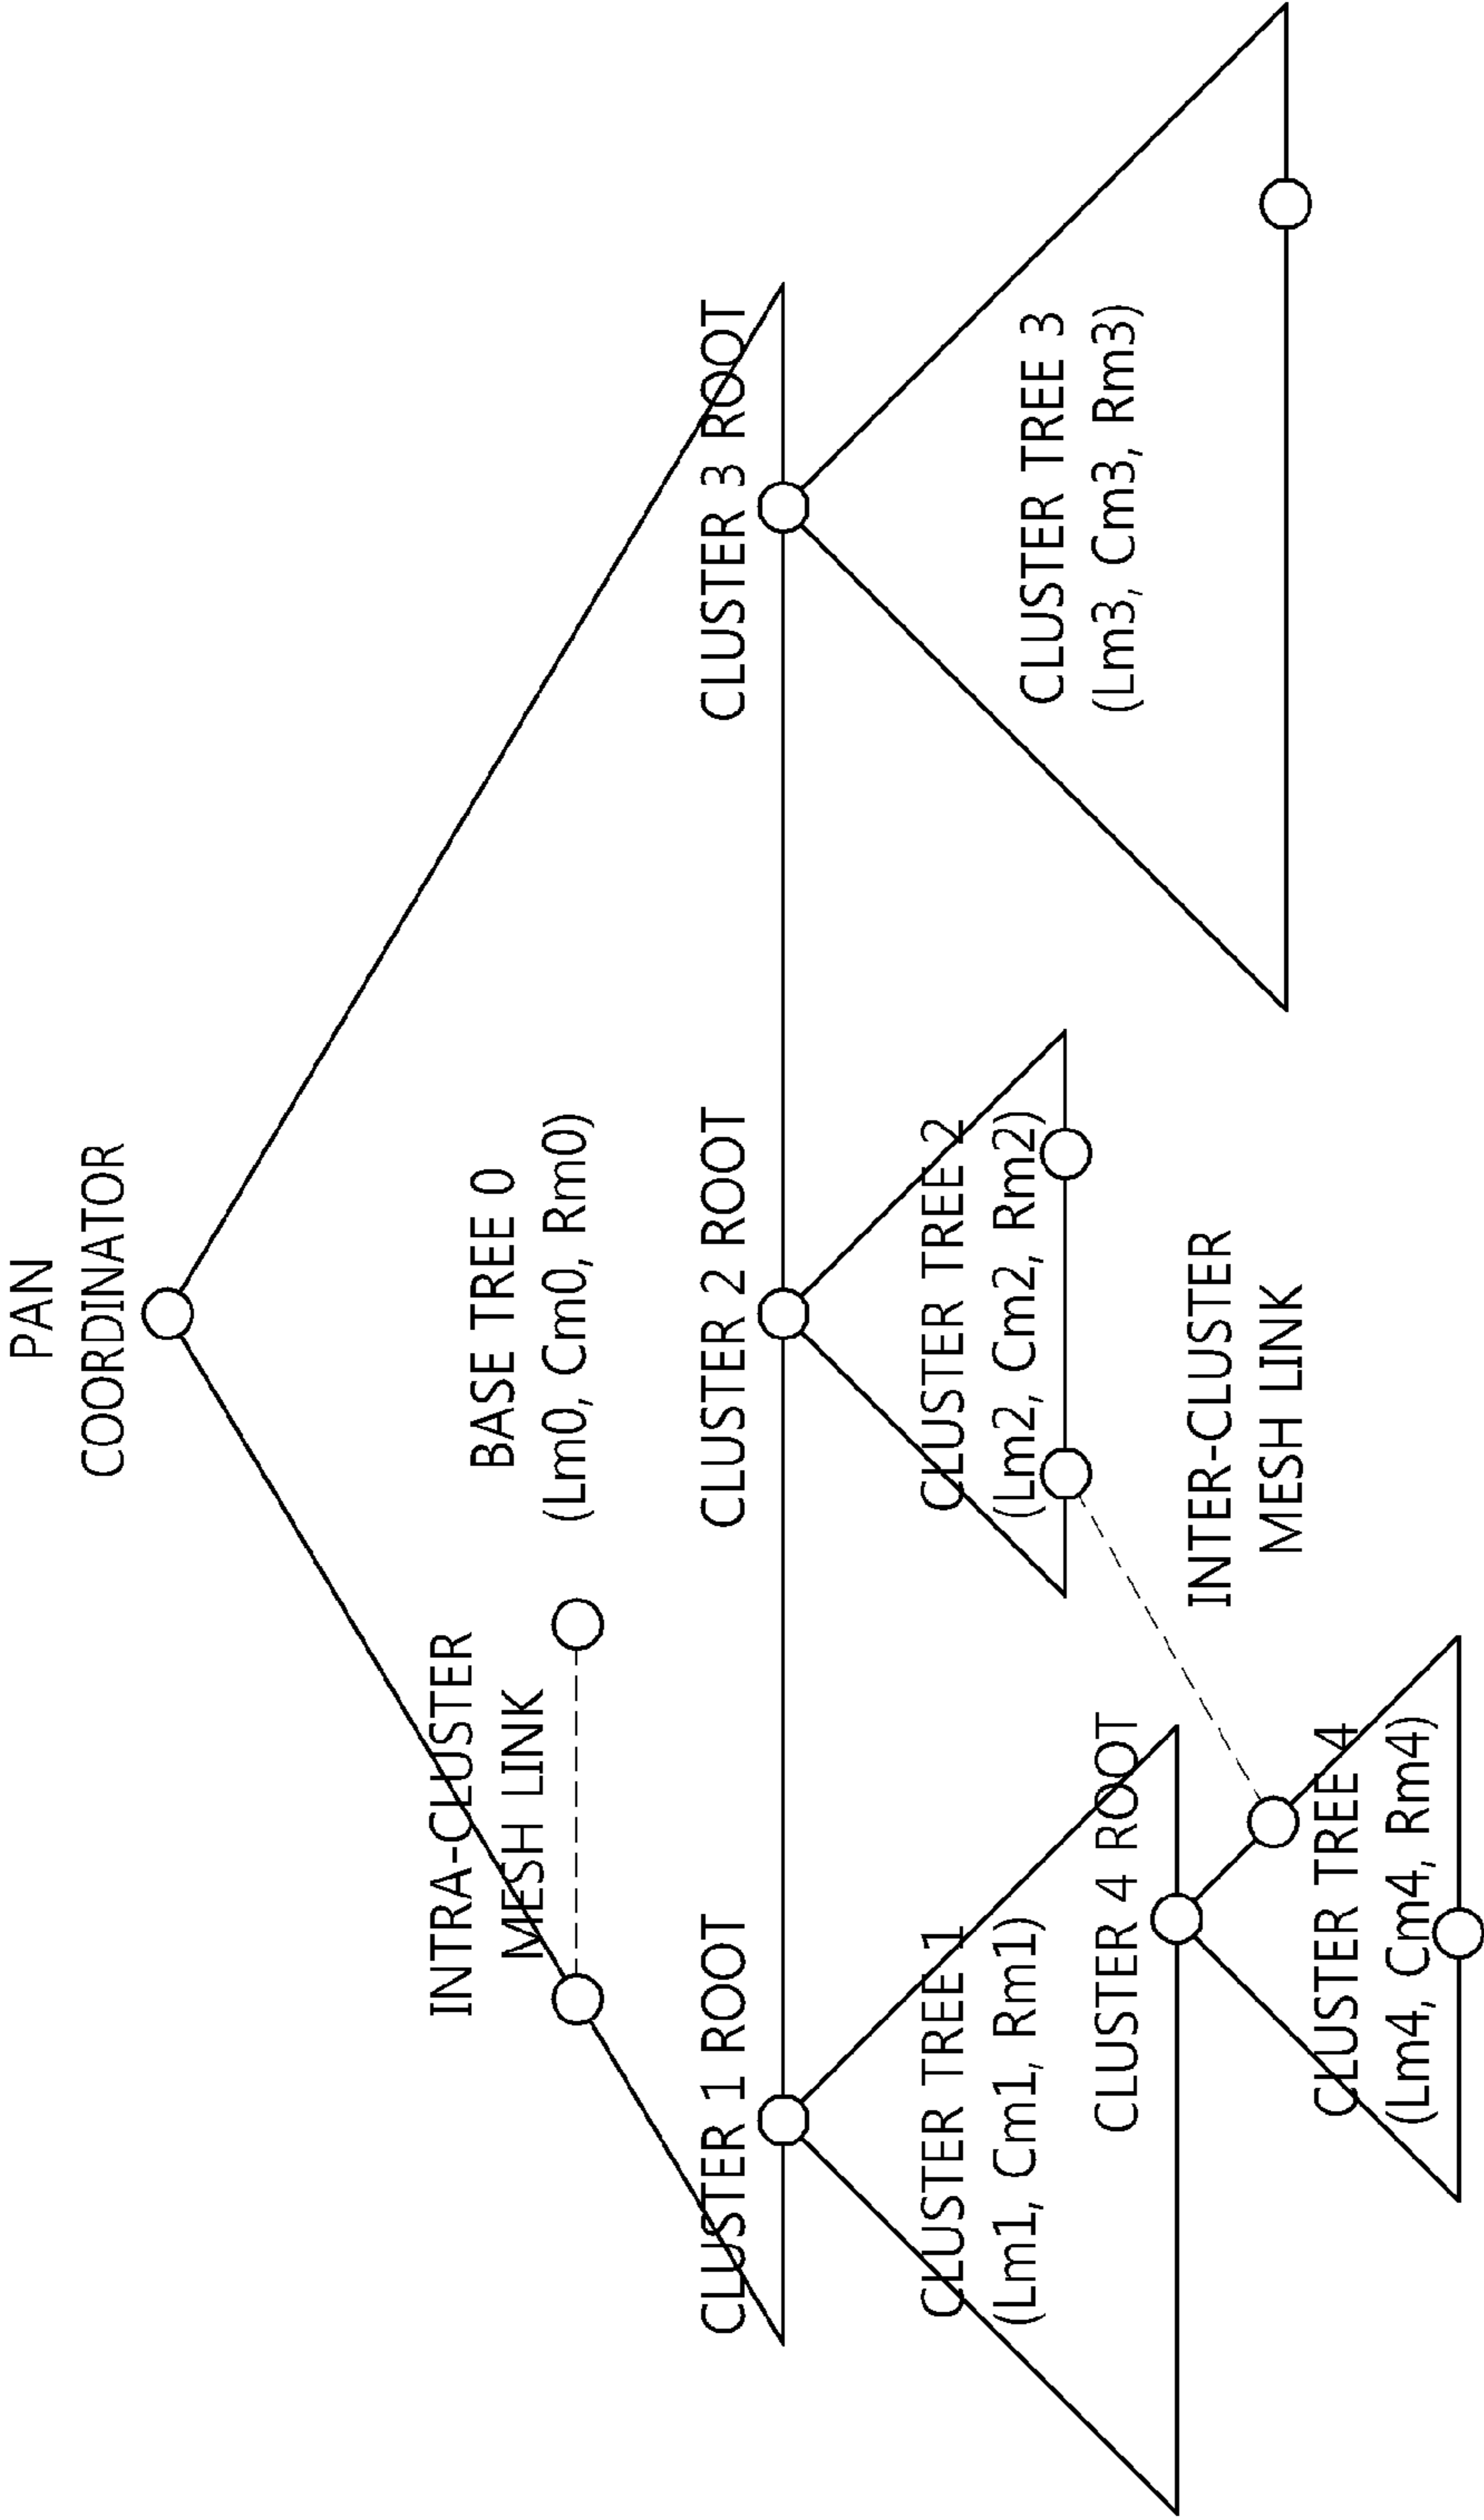 PAN
COORDINATOR
INTRA-CLUSTER
MESH LINK
BASE TREE 0
(Lm0, Cm0, Rm0)
CLUSTER 1 ROOT
CLUSTER 2 ROOT
CLUSTER 3 ROOT
CLUSTER TREE 1
(Lm1, Cm1, Rm1)
CLUSTER TREE 2
(Lm2, Cm2, Rm2)
CLUSTER TREE 3
(Lm3, Cm3, Rm3)
CLUSTER 4 ROOT
INTER-CLUSTER
MESH LINK
CLUSTER TREE 4
(Lm4, Cm4, Rm4)